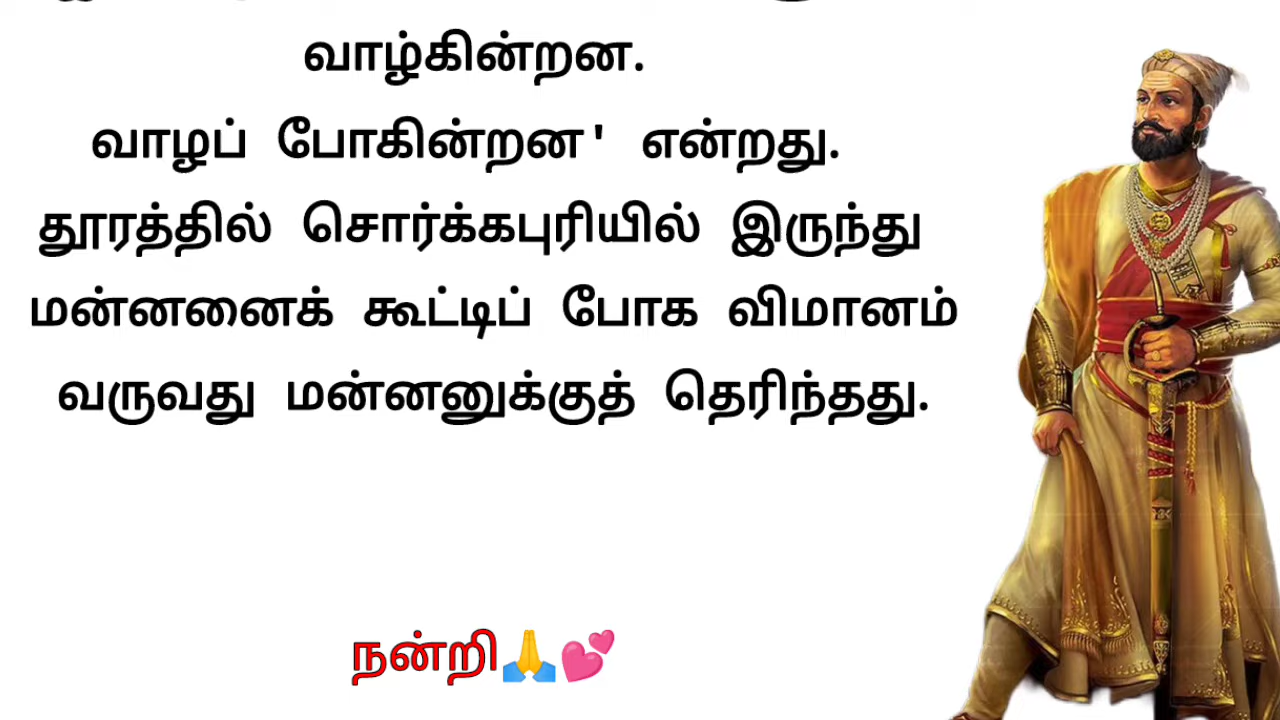 வாழ்கின்றன.
வாழப் போகின்றன' என்றது.
தூரத்தில் சொர்க்கபுரியில் இருந்து
மன்னனைக் கூட்டிப் போக விமானம்
வருவது மன்னனுக்குத் தெரிந்தது.
நன்றி🙏💕